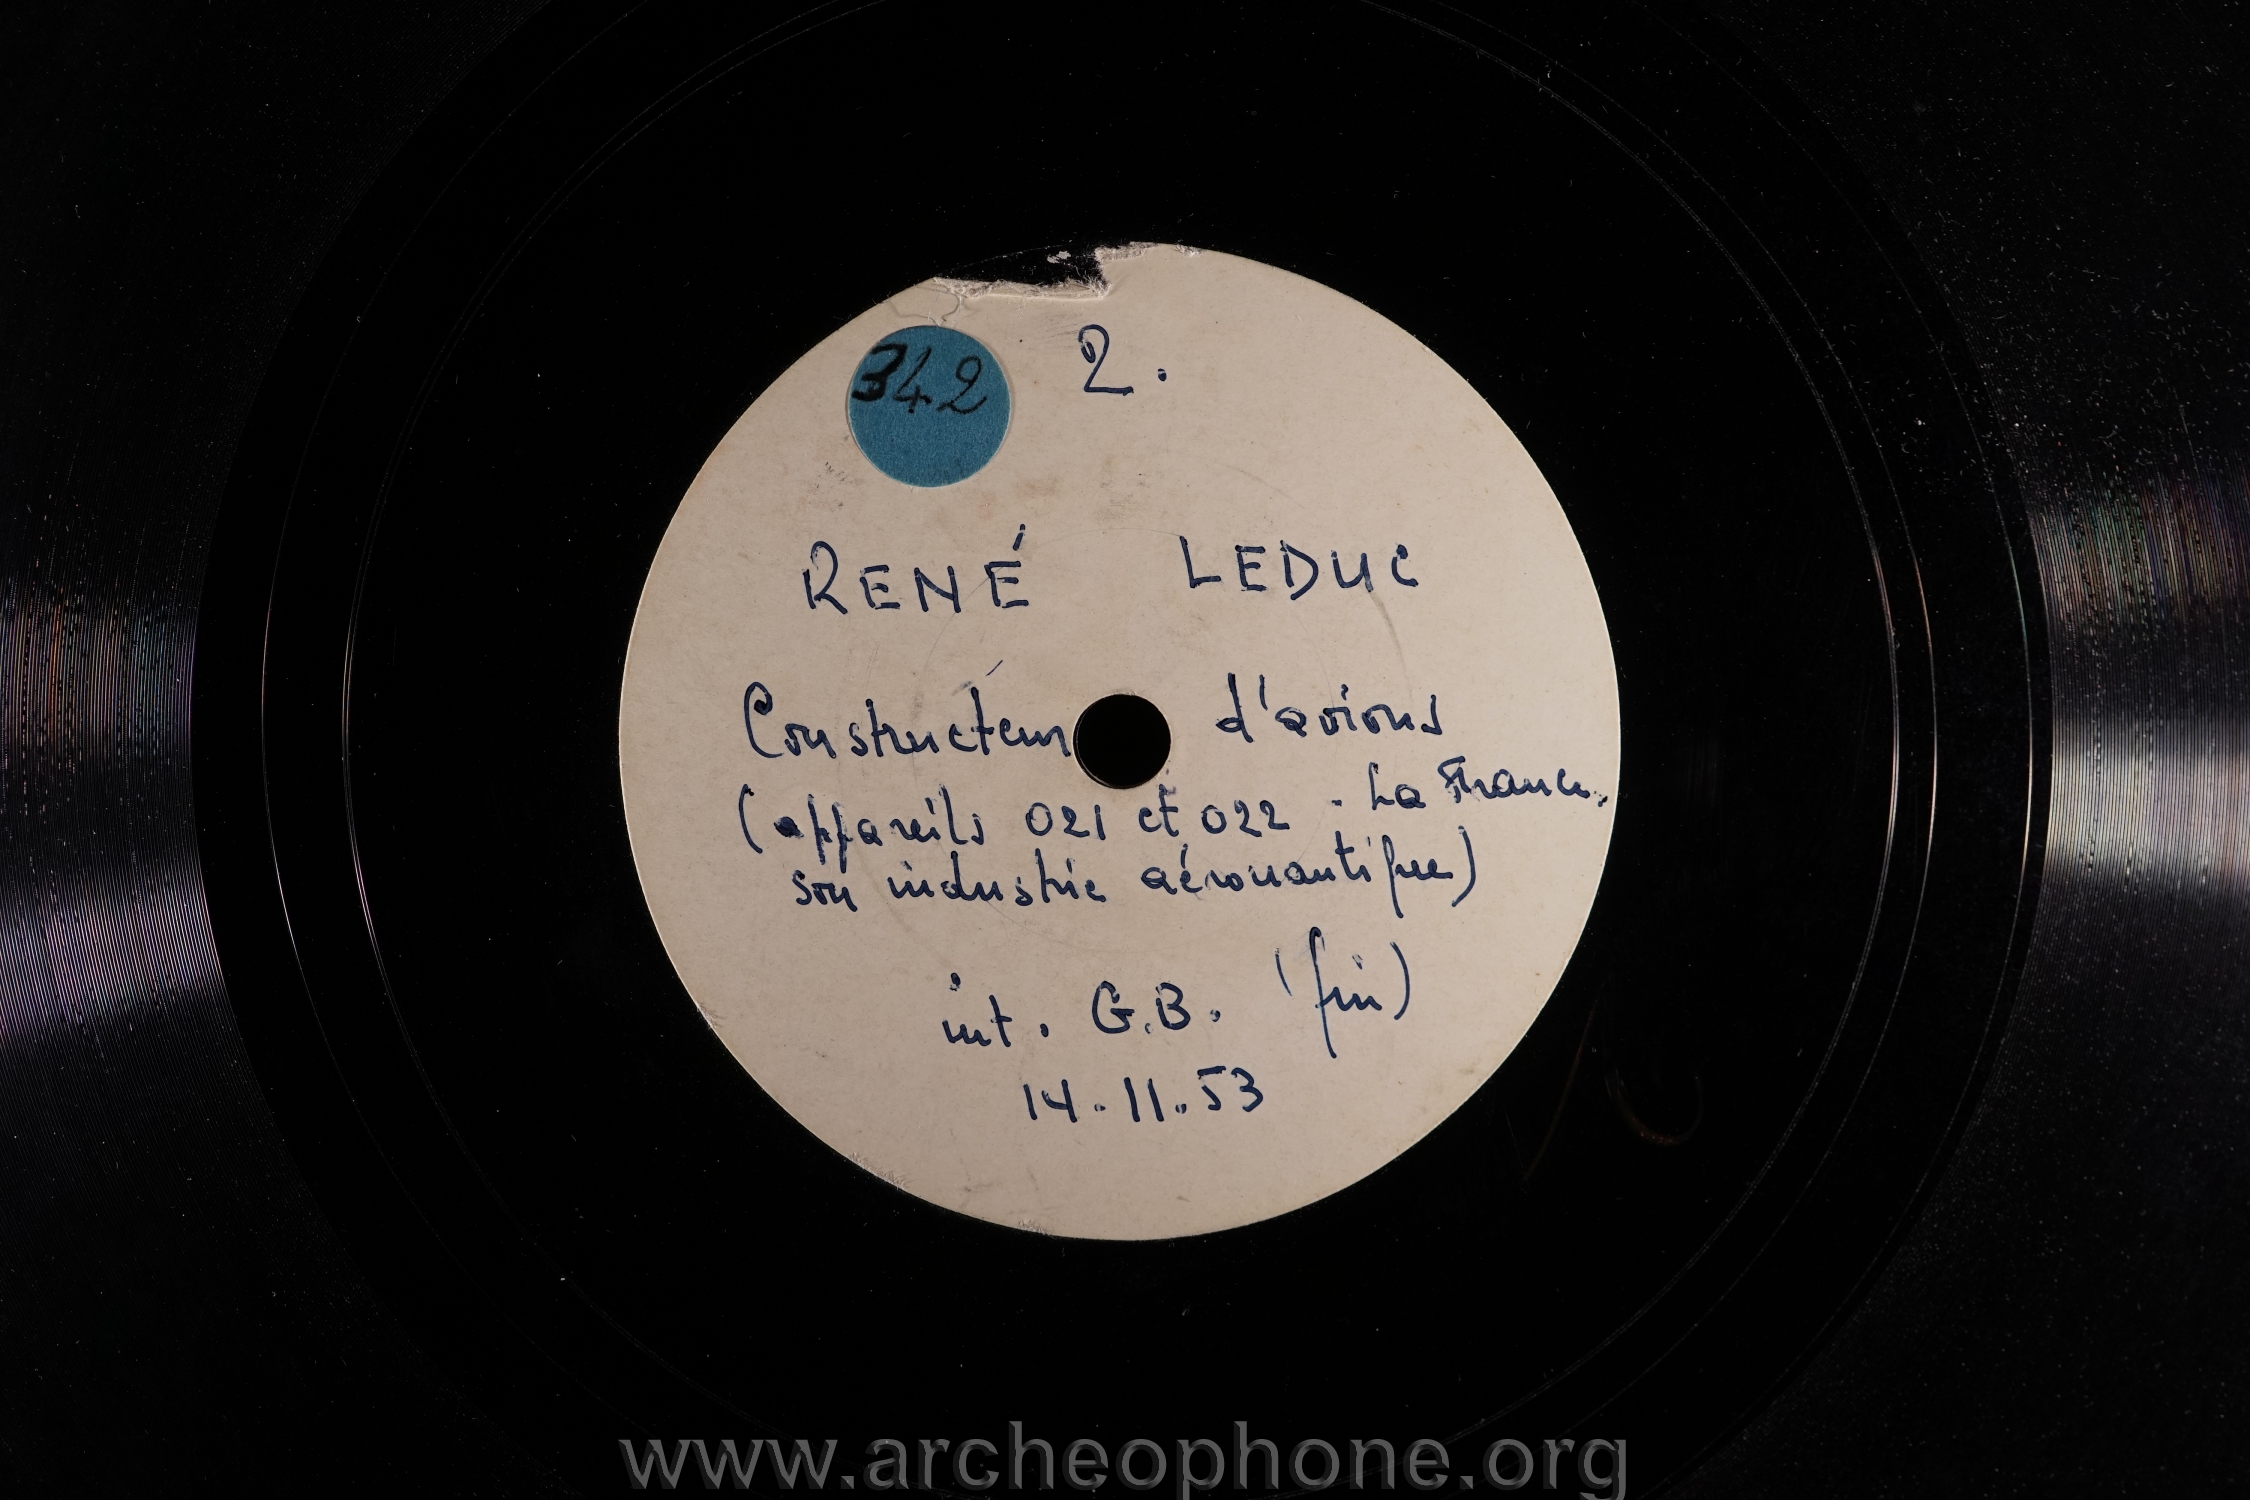 342
2.
RENÉ LEDUC
Constructeur d'avions
(appareils 021 et 022 - La France,
son industrie aéronautique)
int. G.B. (fin)
14.11.53
www.archeophone.org